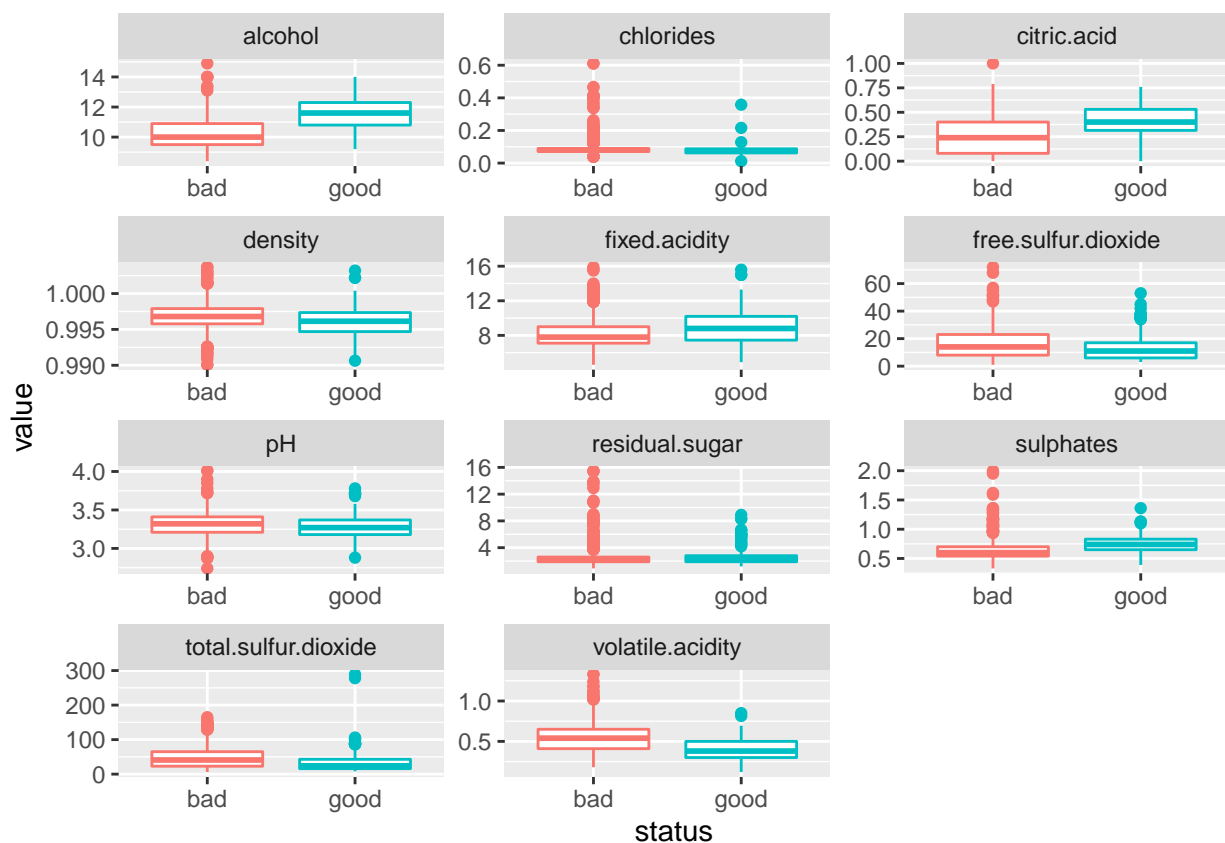 alcohol
chlorides
citric.acid
14
12
10
0.6
0.4
0.2
0.0
1.00
0.75
0.50
0.25
0.00
bad good
bad good
bad good
density
fixed.acidity
free.sulfur.dioxide
1.000
0.995
0.990
16
12
8
60
40
20
0
bad good
bad good
bad good
value
pH
residual.sugar
sulphates
4.0
3.5
3.0
16
12
8
4
2.0
1.5
1.0
0.5
bad good
bad good
bad good
total.sulfur.dioxide
volatile.acidity
300
200
100
0
1.0
0.5
bad good
bad good
status